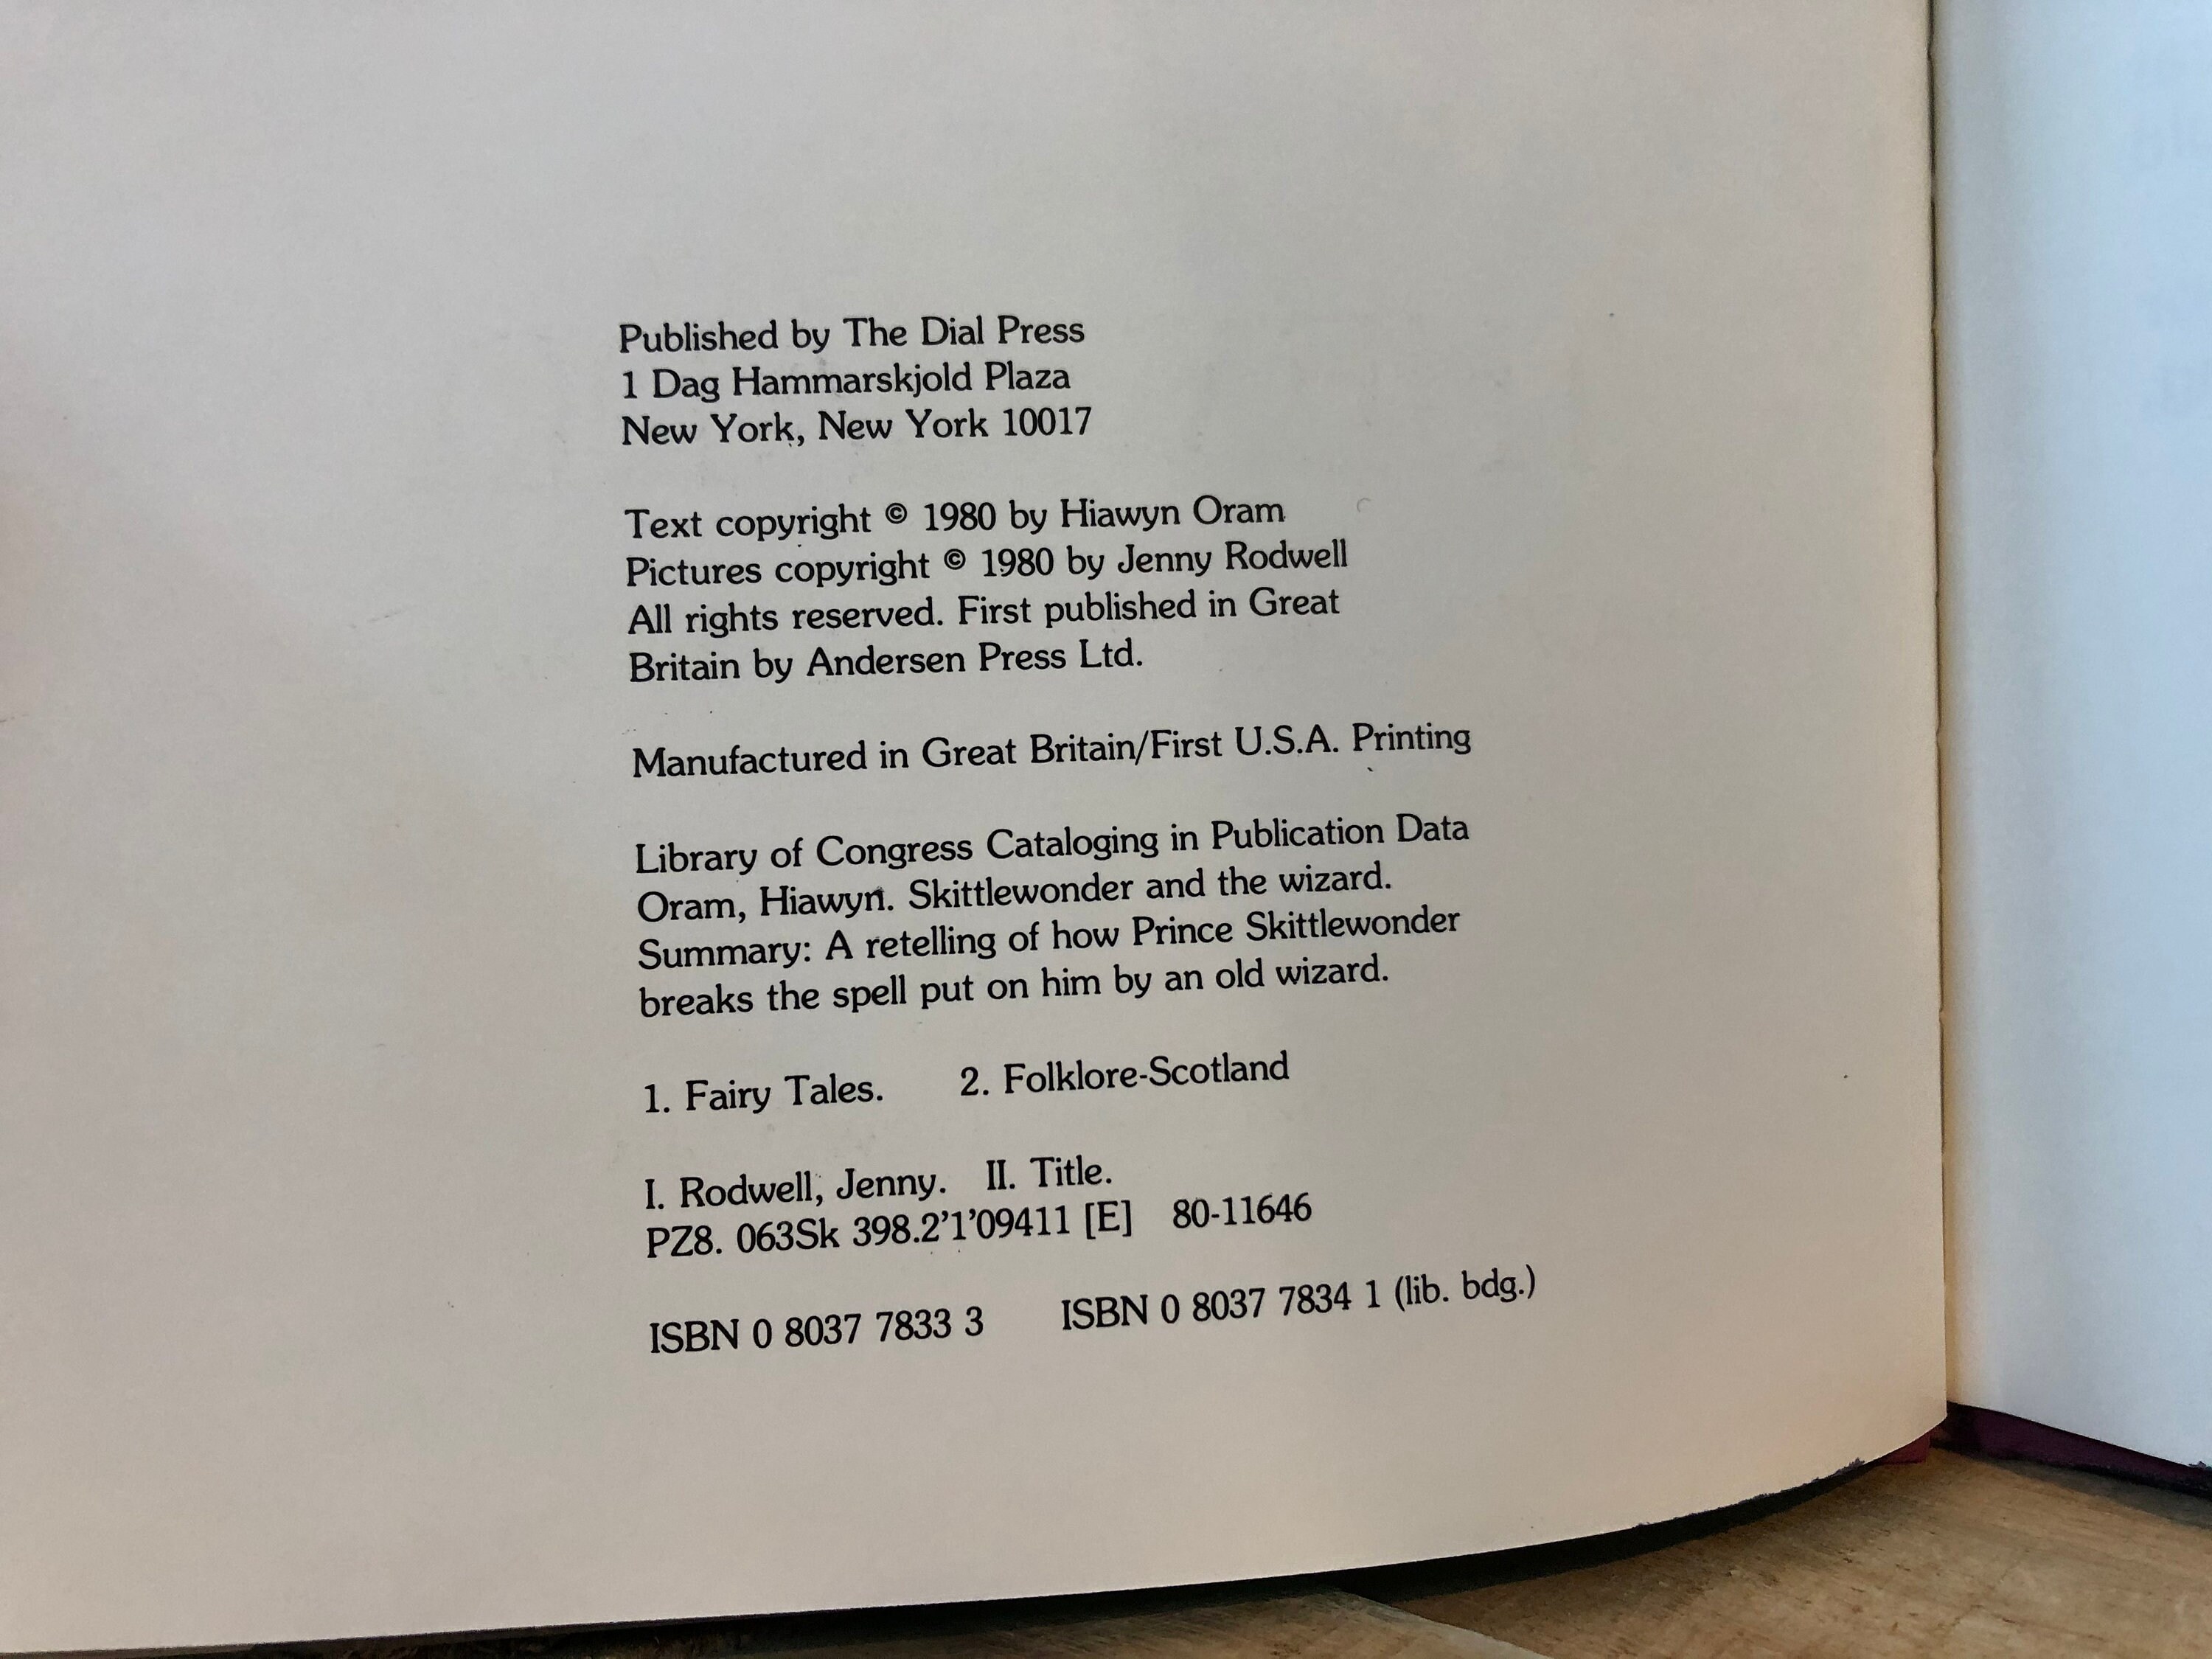 Published by The Dial Press
1 Dag Hammarskjold Plaza
New York, New York 10017
Text copyright © 1980 by Hiawyn Oram
Pictures copyright © 1980 by Jenny Rodwell
All rights reserved. First published in Great
Britain by Andersen Press Ltd.
Manufactured in Great Britain/First U.S.A. Printing
Library of Congress Cataloging in Publication Data
Oram, Hiawyn. Skittlewonder and the wizard.
Summary: A retelling of how Prince Skittlewonder
breaks the spell put on him by an old wizard.
1. Fairy Tales. 2. Folklore-Scotland
I. Rodwell, Jenny. II. Title.
PZ8. 063Sk 398.2’1’09411 [E] 80-11646
ISBN 0 8037 7833 3 ISBN 0 8037 7834 1 (lib. bdg.)